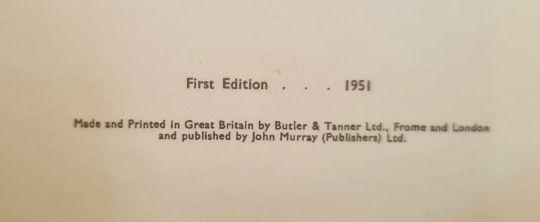 First Edition . . . 1951
Made and Printed in Great Britain by Butler & Tanner Ltd., Frome and London
and published by John Murray (Publishers) Ltd.